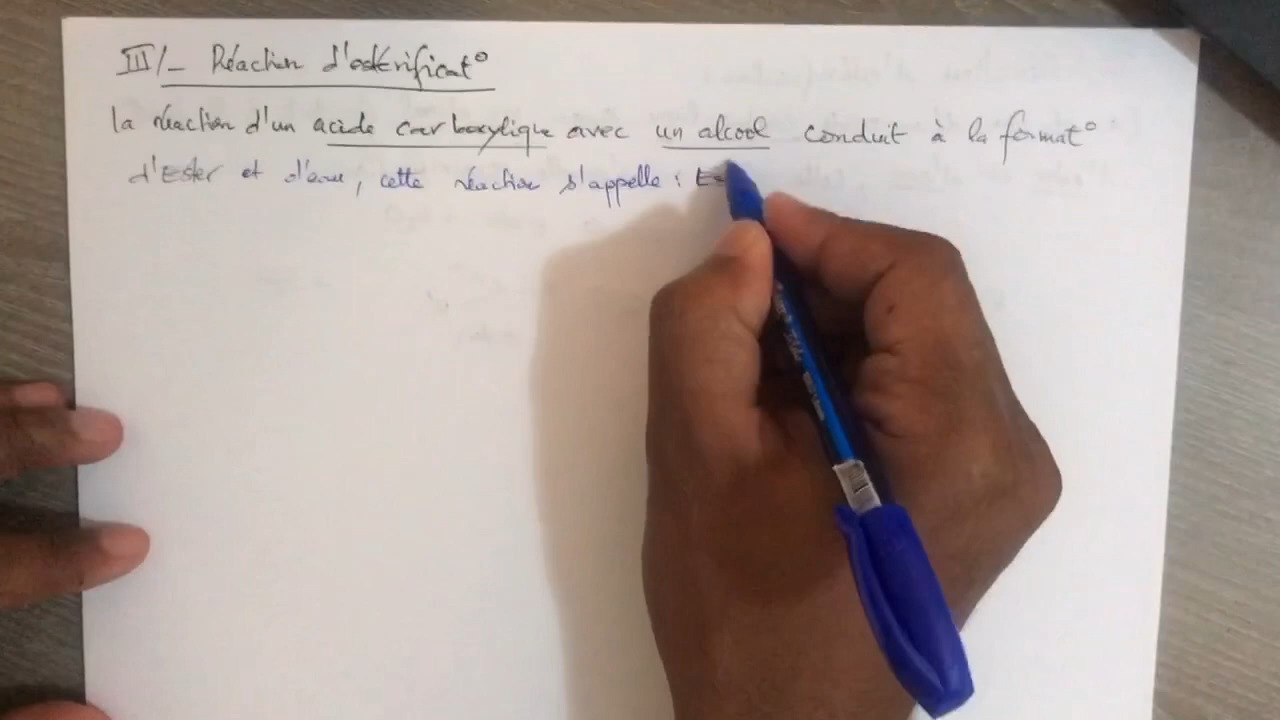 III/- Réaction d'estérificat°
la réaction d'un acide carboxylique avec un alcool conduit à la format°
d'Ester et d'eau, cette réaction s'appelle : Es